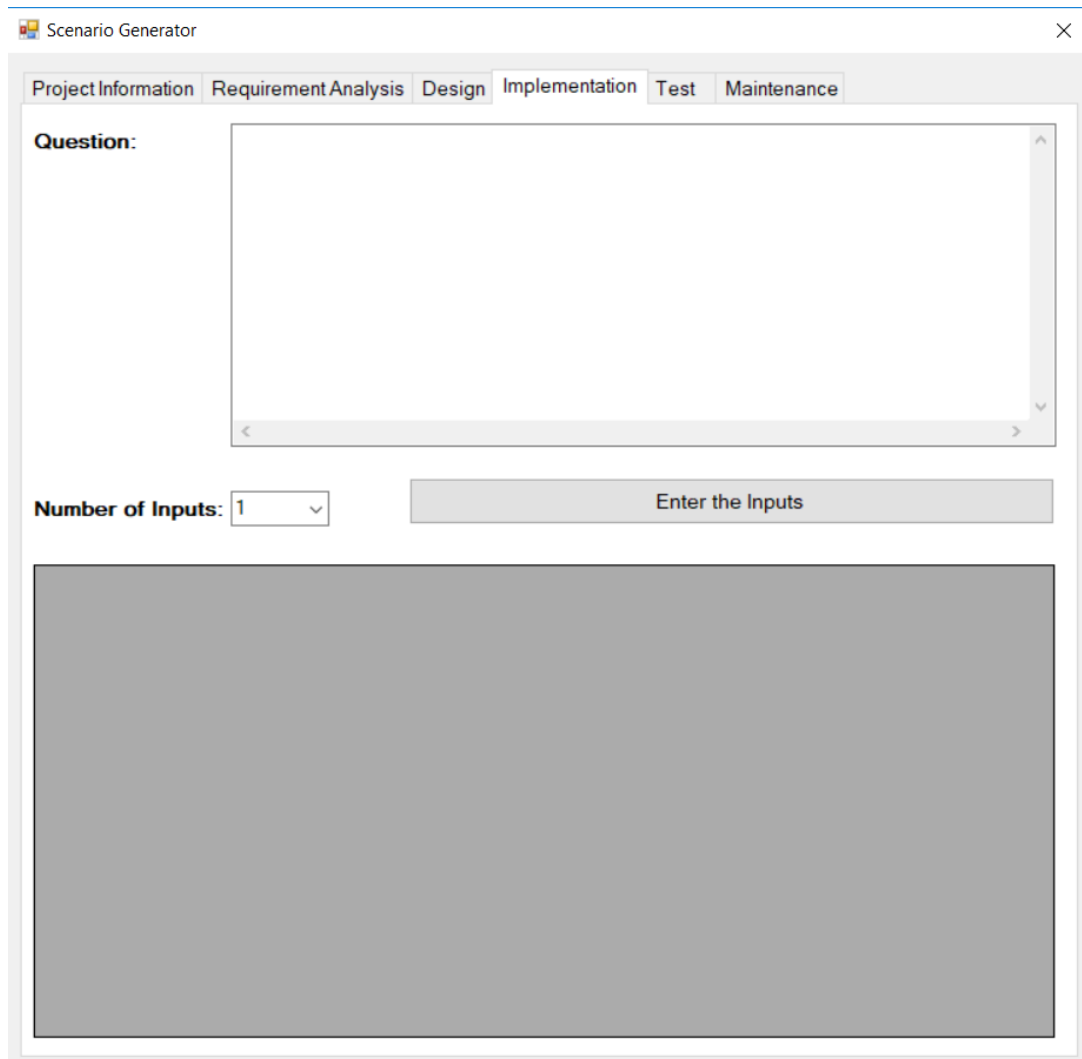 Scenario Generator
Project Information Requirement Analysis Design Implementation Test Maintenance
Question:
Number of Inputs: 1 Enter the Inputs